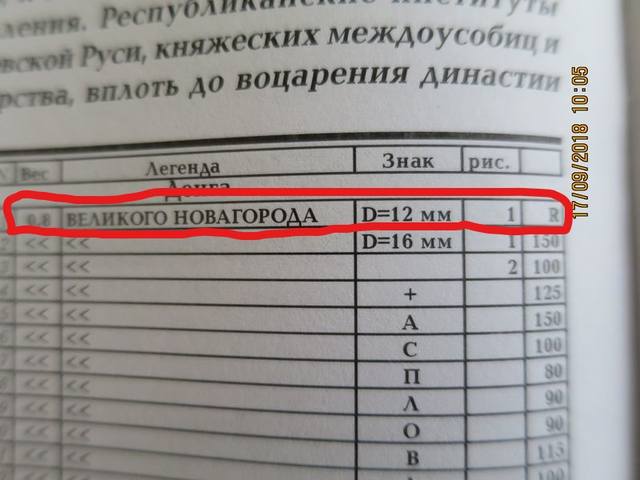 ления. Республиканские институты
вской Руси, княжеских междоусобиц и
рства, вплоть до воцарения династии
17/09/2018 10:05
Вес Легенда Знак рис.
Деньга
0,8 ВЕЛИКОГО НОВАГОРОДА D=12 мм 1 R
<< << D=16 мм 1 150
<< << 2 100
<< << + 125
<< << А 150
<< << С 100
<< << П 80
<< << Л 90
<< << О 90
<< << В 115
100